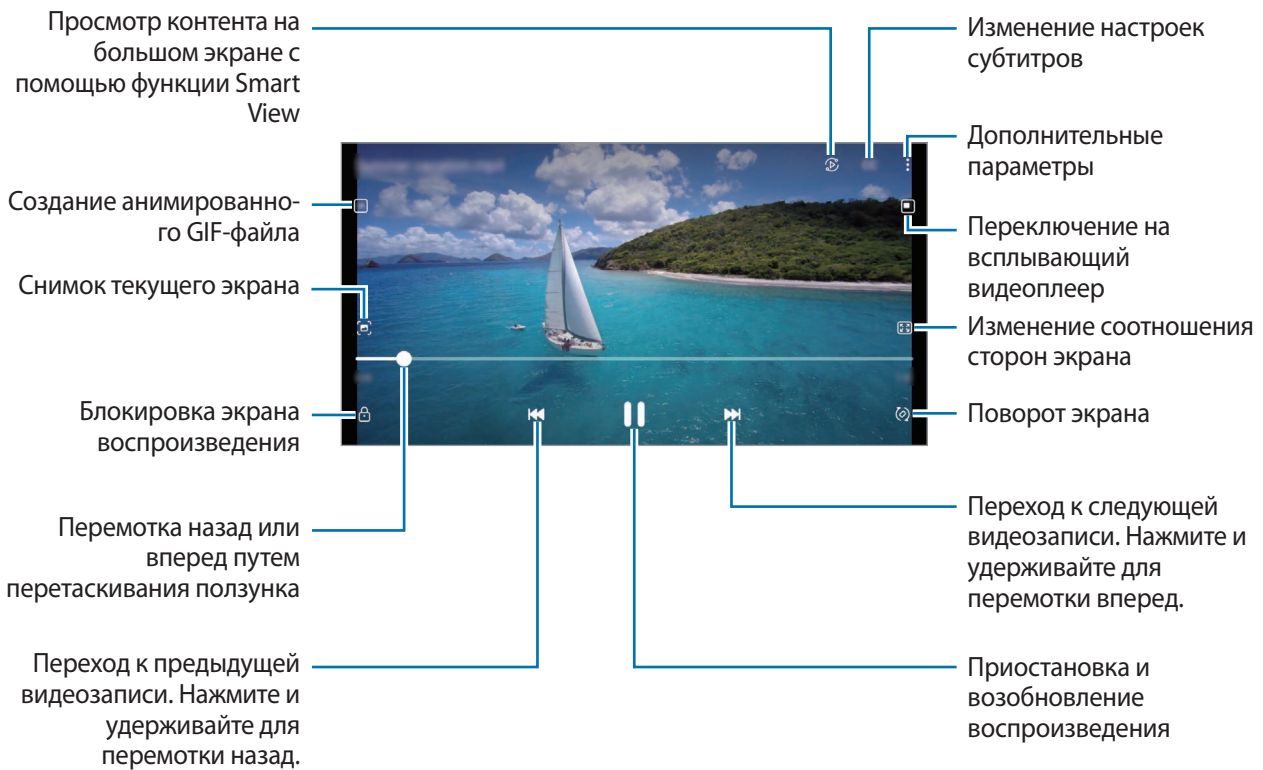 Просмотр контента на
большом экране с
помощью функции Smart
View
Создание анимированно-
го GIF-файла
Снимок текущего экрана
Блокировка экрана
воспроизведения
Перемотка назад или
вперед путем
перетаскивания ползунка
Переход к предыдущей
видеозаписи. Нажмите и
удерживайте для
перемотки назад.
Изменение настроек
субтитров
Дополнительные
параметры
Переключение на
всплывающий
видеоплеер
Изменение соотношения
сторон экрана
Поворот экрана
Переход к следующей
видеозаписи. Нажмите и
удерживайте для
перемотки вперед.
Приостановка и
возобновление
воспроизведения